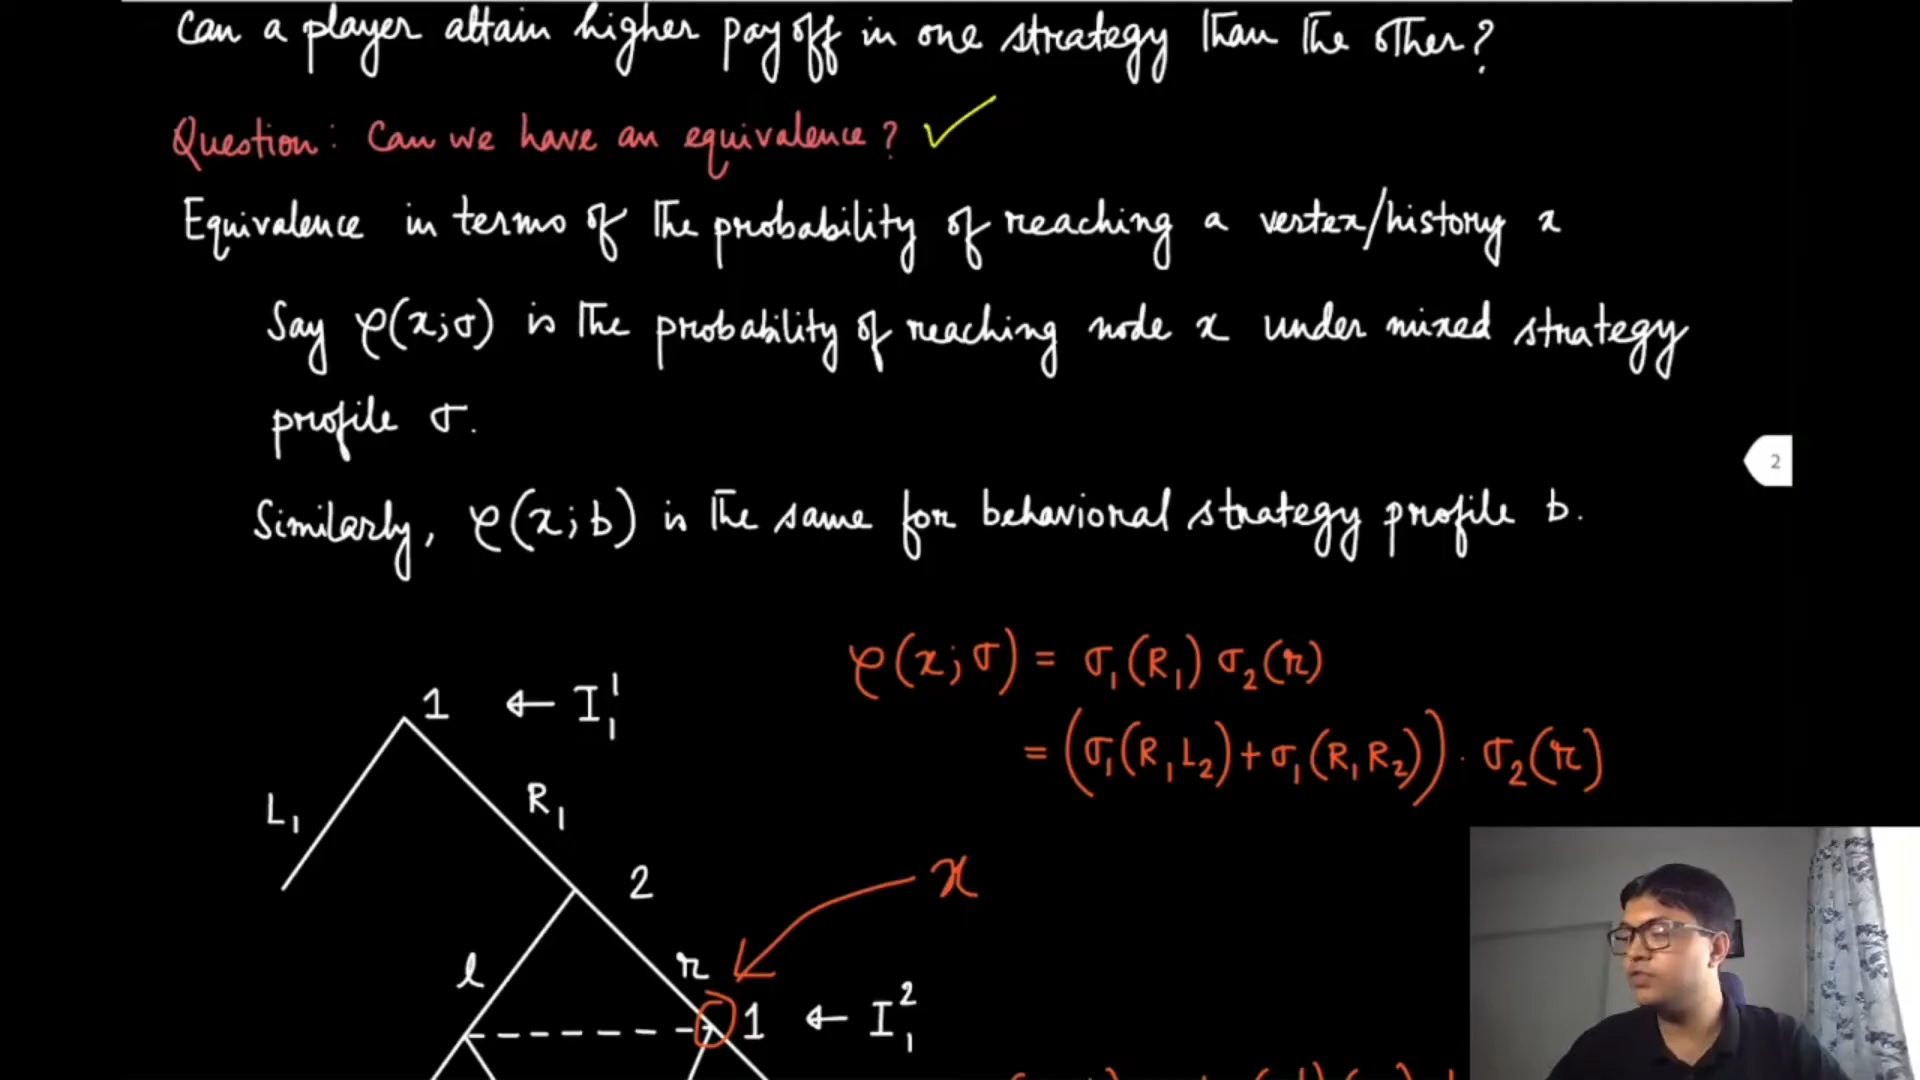 Can a player attain higher payoff in one strategy than the other?
Question: Can we have an equivalence? ✓
Equivalence in terms of the probability of reaching a vertex/history x
Say ρ(x;σ) is the probability of reaching node x under mixed strategy
profile σ.
2
Similarly, ρ(x;b) is the same for behavioral strategy profile b.
ρ(x;σ) = σ₁(R₁) σ₂(r)
= (σ₁(R₁L₂) + σ₁(R₁R₂)) · σ₂(r)
1 ← I₁¹
L₁ R₁
2
x
l r
1 ← I₁²